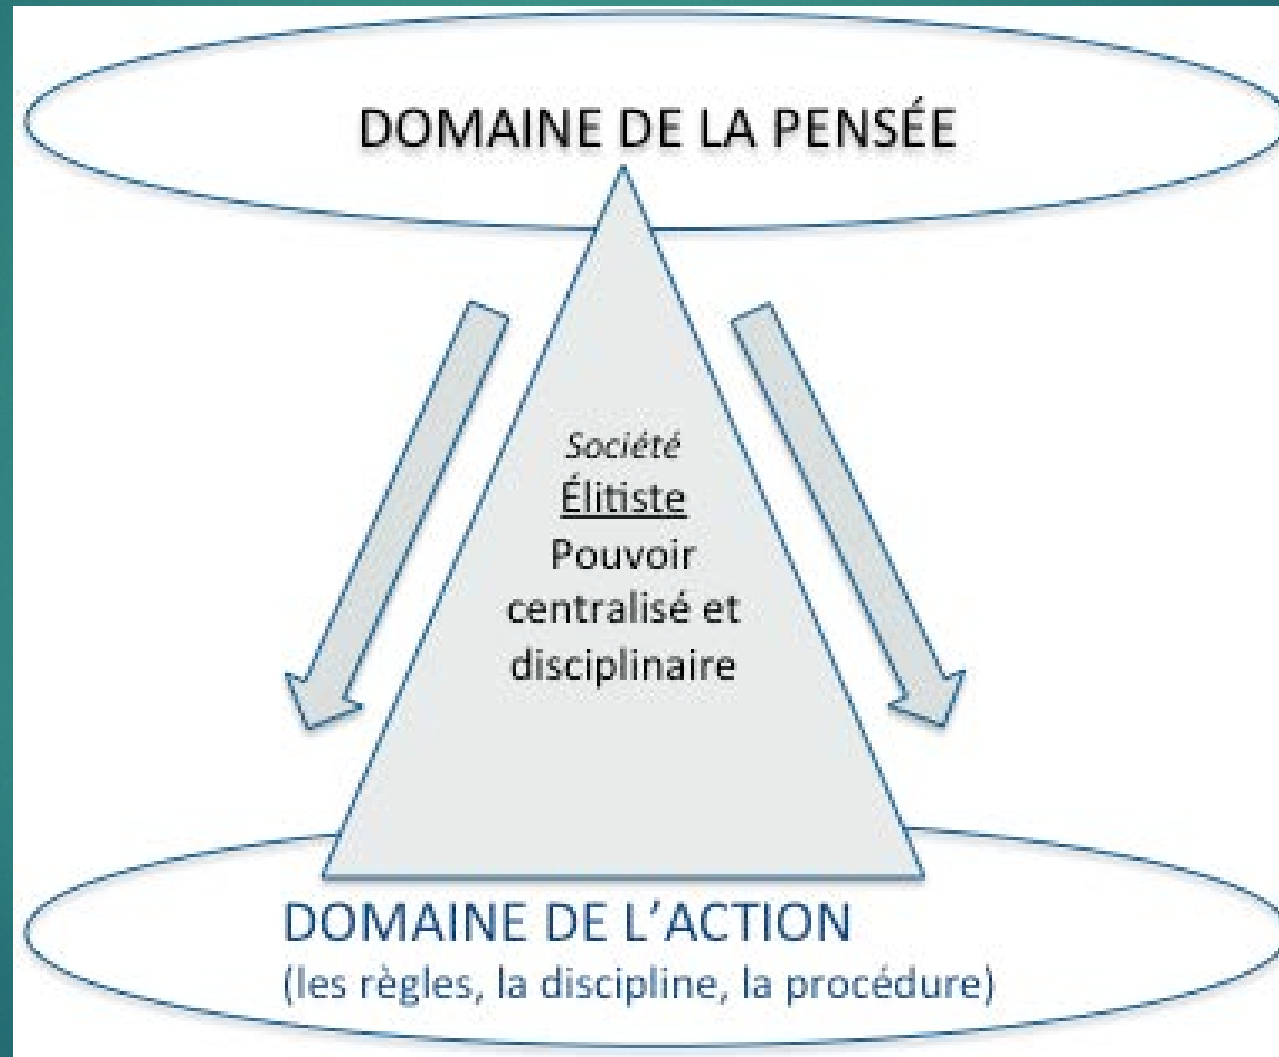 DOMAINE DE LA PENSÉE
Société
Élitiste
Pouvoir
centralisé et
disciplinaire
DOMAINE DE L’ACTION
(les règles, la discipline, la procédure)